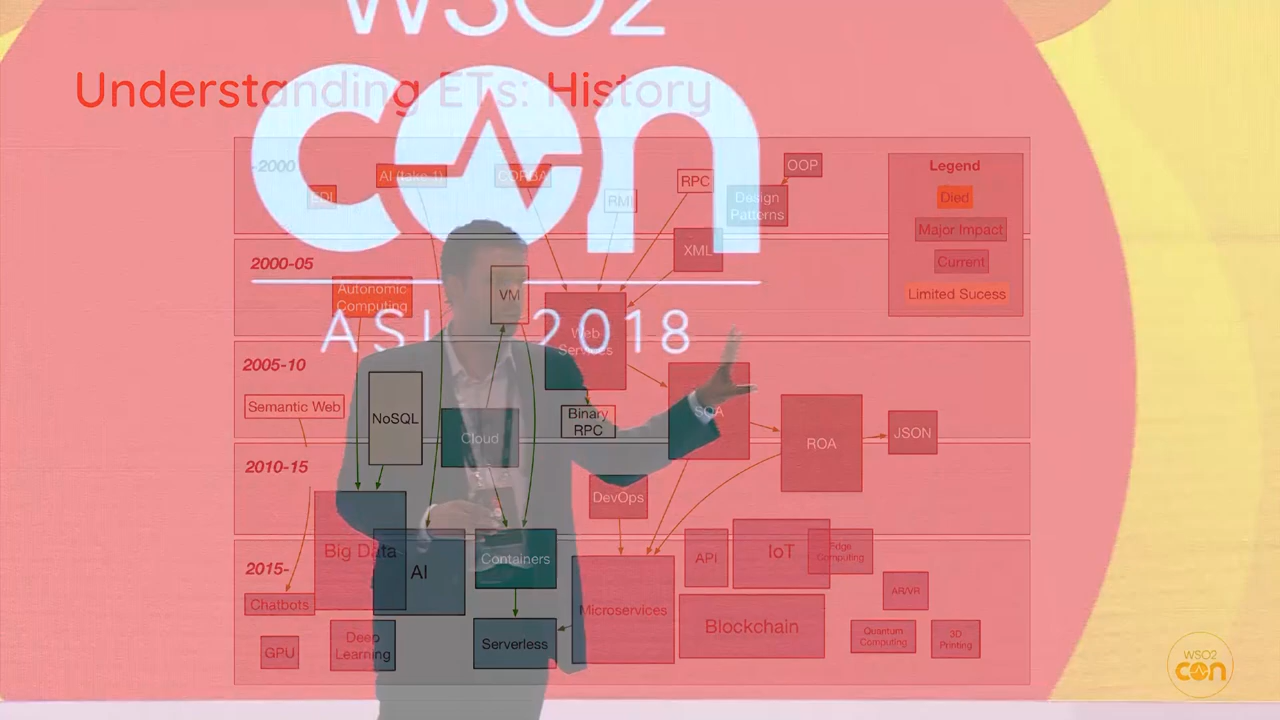 WSO2
con
ASI 2018
Understanding ETs: History
-2000
EDI
AI (take 1)
CORBA
RMI
RPC
Design
Patterns
OOP
XML
Legend
Died
Major Impact
Current
Limited Sucess
2000-05
Autonomic
Computing
VM
Web
Services
2005-10
Semantic Web
NoSQL
Cloud
Binary
RPC
SOA
ROA
JSON
2010-15
DevOps
2015-
Big Data
AI
Containers
Chatbots
GPU
Deep
Learning
Serverless
Microservices
API
IoT
Edge
Computing
AR/VR
Blockchain
Quantum
Computing
3D
Printing
WSO2
con